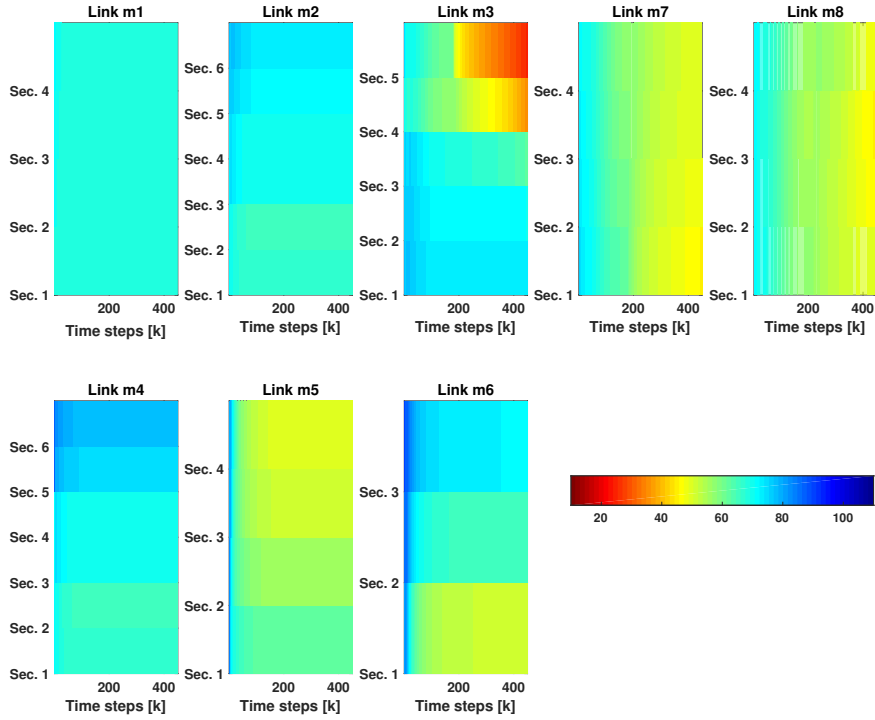 Link m1 Link m2 Link m3 Link m7 Link m8
Sec. 4 Sec. 3 Sec. 2 Sec. 1
Sec. 6 Sec. 5 Sec. 4 Sec. 3 Sec. 2 Sec. 1
Sec. 5 Sec. 4 Sec. 3 Sec. 2 Sec. 1
Sec. 4 Sec. 3 Sec. 2 Sec. 1
Sec. 4 Sec. 3 Sec. 2 Sec. 1
200 400 200 400 200 400 200 400 200 400
Time steps [k] Time steps [k] Time steps [k] Time steps [k] Time steps [k]
Link m4 Link m5 Link m6
Sec. 6 Sec. 5 Sec. 4 Sec. 3 Sec. 2 Sec. 1
Sec. 4 Sec. 3 Sec. 2 Sec. 1
Sec. 3 Sec. 2 Sec. 1
200 400 200 400 200 400
Time steps [k] Time steps [k] Time steps [k]
20 40 60 80 100